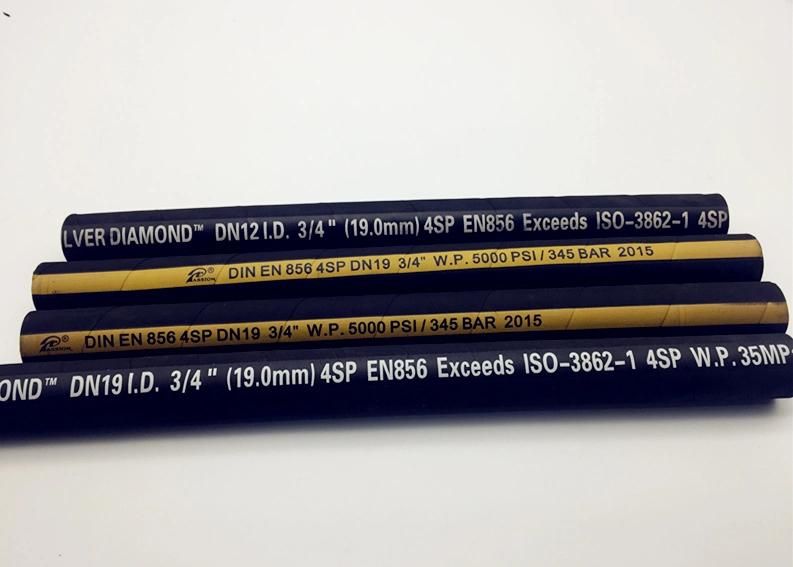 LVER DIAMOND™ DN12 I.D. 3/4" (19.0mm) 4SP EN856 Exceeds ISO-3862-1 4SP
PASSION® DIN EN 856 4SP DN19 3/4" W.P. 5000 PSI / 345 BAR 2015
PASSION® DIN EN 856 4SP DN19 3/4" W.P. 5000 PSI / 345 BAR 2015
OND™ DN19 I.D. 3/4" (19.0mm) 4SP EN856 Exceeds ISO-3862-1 4SP W.P. 35MP